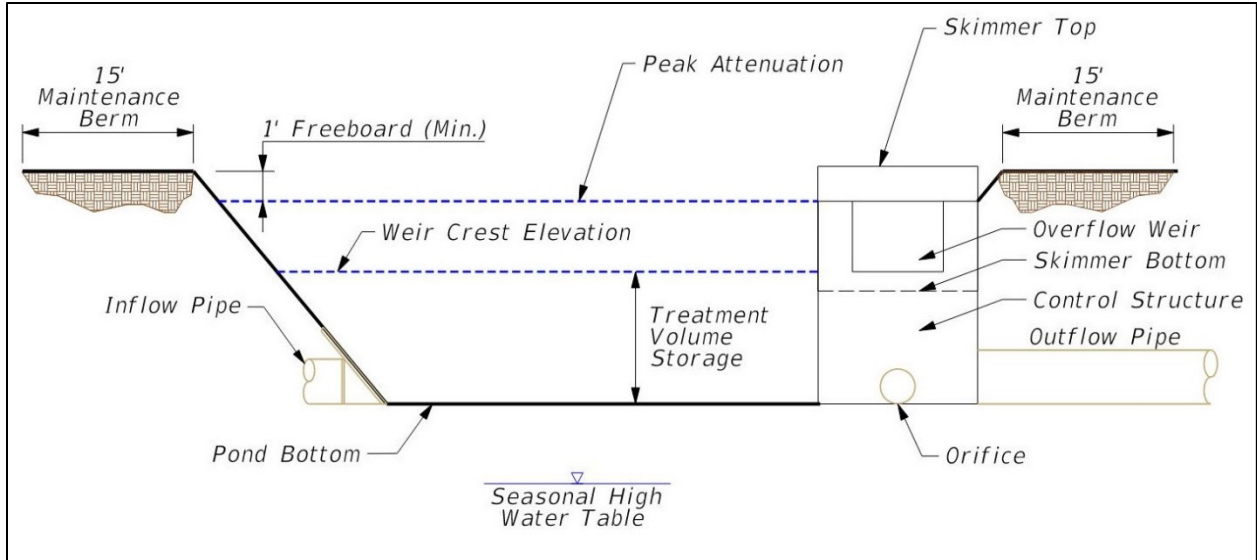 Skimmer Top
Peak Attenuation
15'
Maintenance
Berm
15'
Maintenance
Berm
1' Freeboard (Min.)
Weir Crest Elevation
Overflow Weir
Skimmer Bottom
Inflow Pipe
Control Structure
Treatment
Volume
Storage
Outflow Pipe
Pond Bottom
Orifice
Seasonal High
Water Table